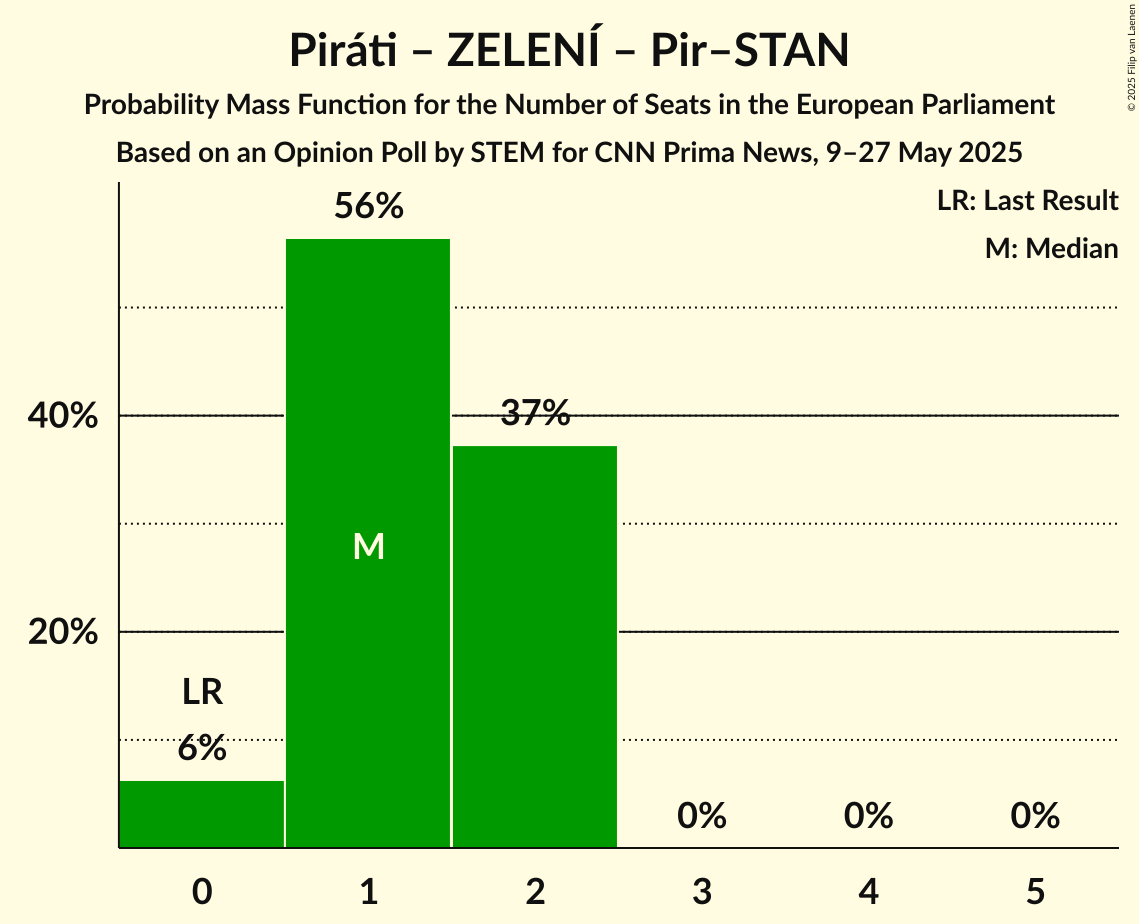 Piráti – ZELENÍ – Pir–STAN
Probability Mass Function for the Number of Seats in the European Parliament
Based on an Opinion Poll by STEM for CNN Prima News, 9–27 May 2025
© 2025 Filip van Laenen
LR: Last Result
M: Median
56%
40%
37%
M
20%
LR
6%
0%
0%
0%
0
1
2
3
4
5